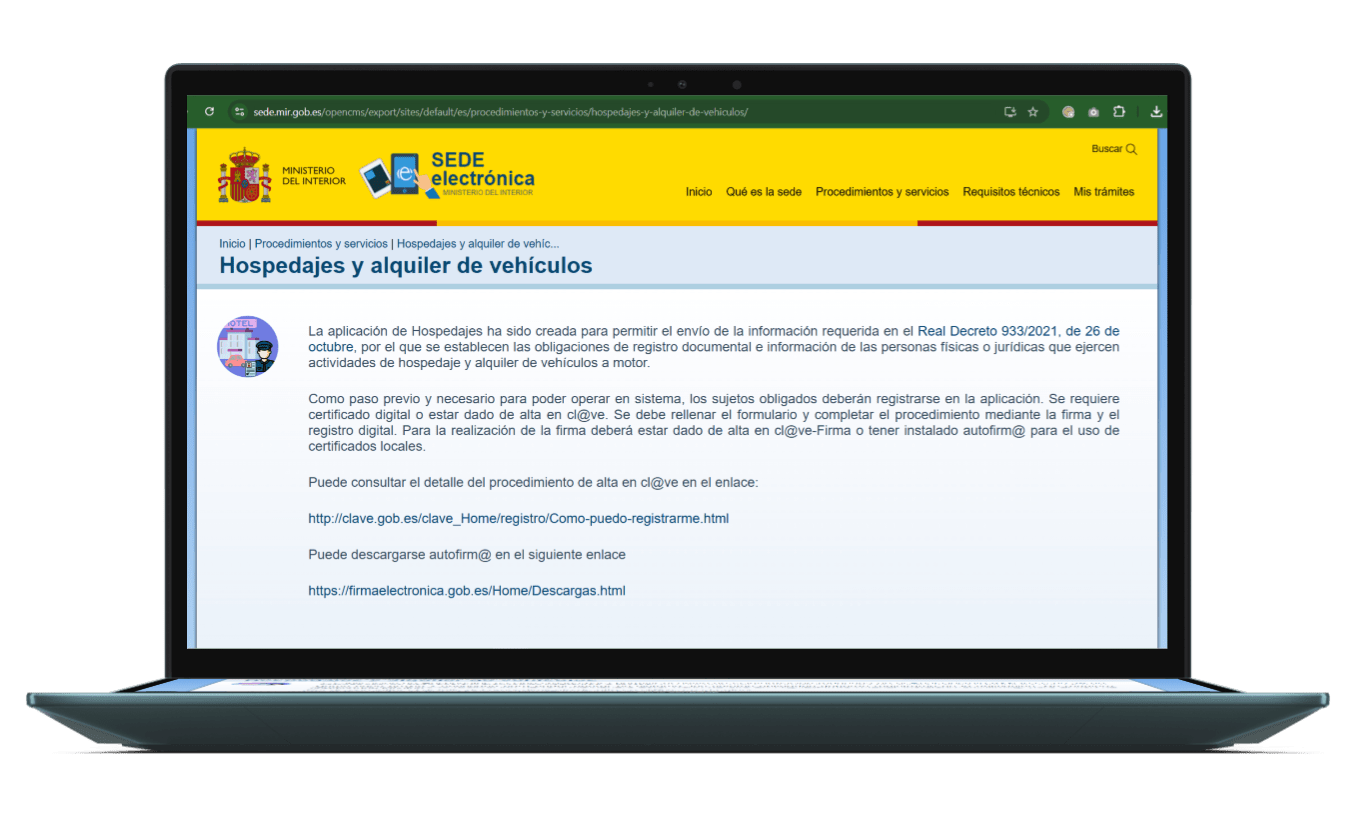 sede.mir.gob.es/opencms/export/sites/default/es/procedimientos-y-servicios/hospedajes-y-alquiler-de-vehiculos/
Buscar
MINISTERIO
DEL INTERIOR
SEDE
electrónica
MINISTERIO DEL INTERIOR
Inicio Qué es la sede Procedimientos y servicios Requisitos técnicos Mis trámites
Inicio | Procedimientos y servicios | Hospedajes y alquiler de vehíc...
Hospedajes y alquiler de vehículos
HOTEL
La aplicación de Hospedajes ha sido creada para permitir el envío de la información requerida en el Real Decreto 933/2021, de 26 de
octubre, por el que se establecen las obligaciones de registro documental e información de las personas físicas o jurídicas que ejercen
actividades de hospedaje y alquiler de vehículos a motor.
Como paso previo y necesario para poder operar en sistema, los sujetos obligados deberán registrarse en la aplicación. Se requiere
certificado digital o estar dado de alta en cl@ve. Se debe rellenar el formulario y completar el procedimiento mediante la firma y el
registro digital. Para la realización de la firma deberá estar dado de alta en cl@ve-Firma o tener instalado autofirm@ para el uso de
certificados locales.
Puede consultar el detalle del procedimiento de alta en cl@ve en el enlace:
http://clave.gob.es/clave_Home/registro/Como-puedo-registrarme.html
Puede descargarse autofirm@ en el siguiente enlace
https://firmaelectronica.gob.es/Home/Descargas.html